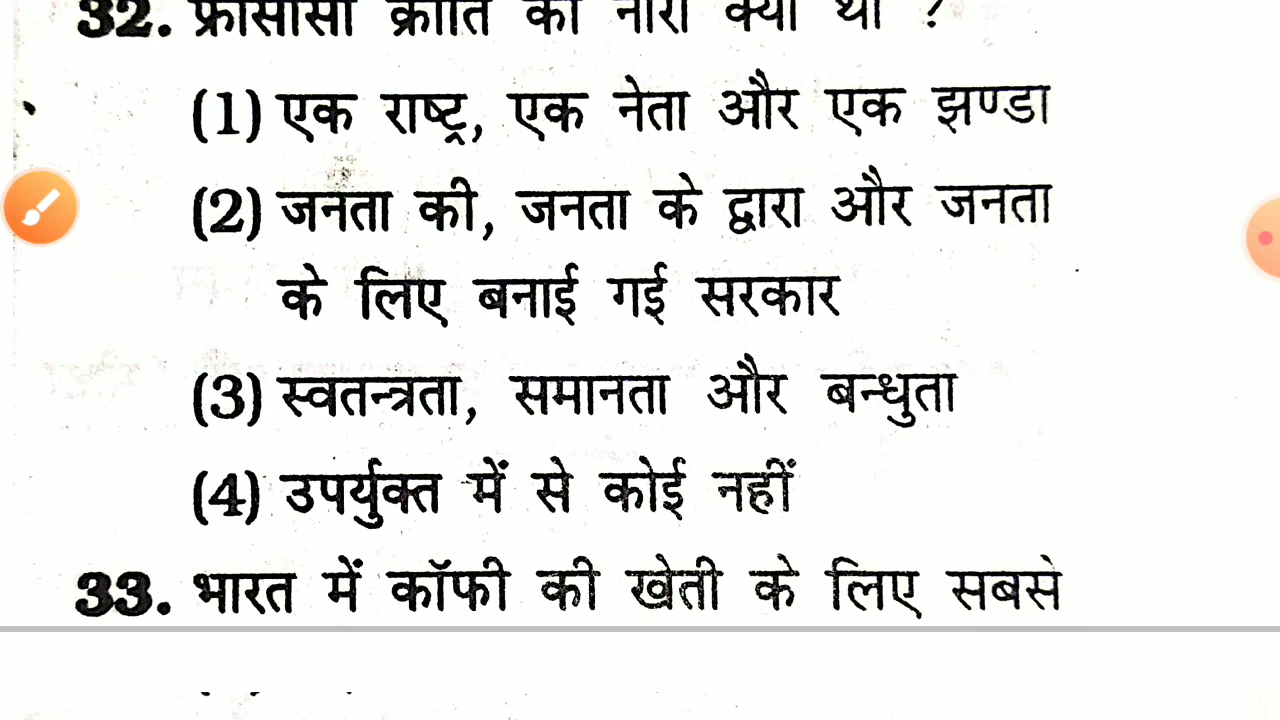 32. फ्रांसीसी क्रांति का नारा क्या था ?
(1) एक राष्ट्र, एक नेता और एक झण्डा
(2) जनता की, जनता के द्वारा और जनता
के लिए बनाई गई सरकार
(3) स्वतन्त्रता, समानता और बन्धुता
(4) उपर्युक्त में से कोई नहीं
33. भारत में कॉफी की खेती के लिए सबसे